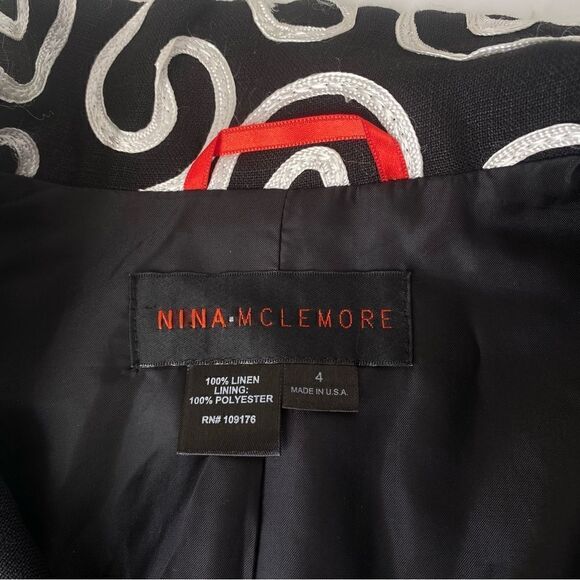 NINA·MCLEMORE
100% LINEN
LINING:
100% POLYESTER
RN# 109176
4
MADE IN U.S.A.